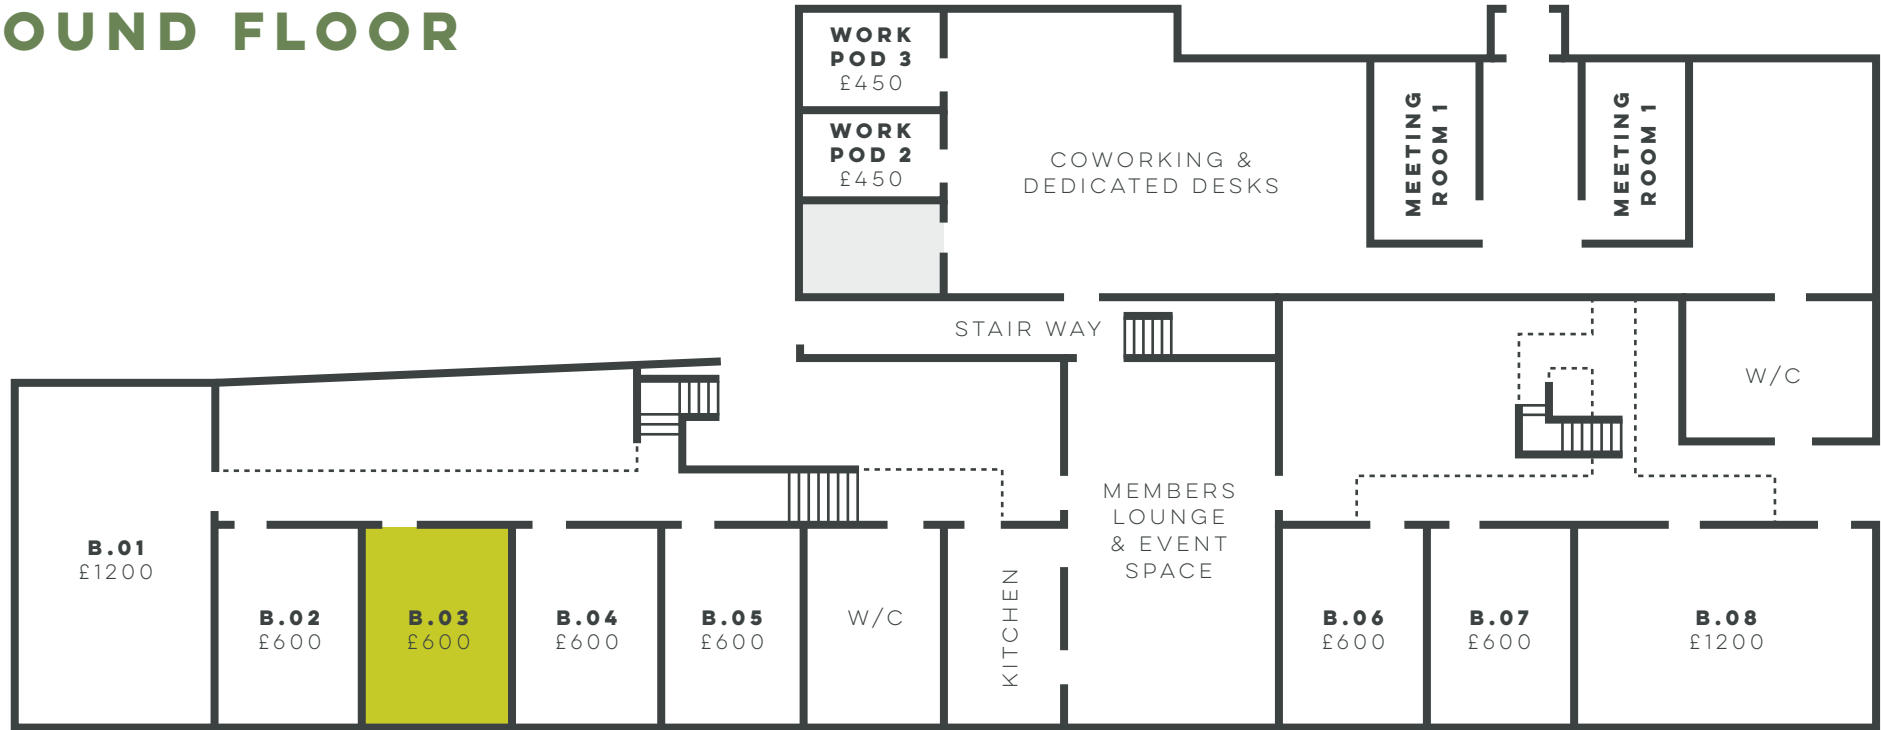 OUND FLOOR
WORK
POD 3
£450
WORK
POD 2
£450
COWORKING &
DEDICATED DESKS
MEETING
ROOM 1
MEETING
ROOM 1
STAIR WAY
W/C
MEMBERS
LOUNGE
& EVENT
SPACE
B.01
£1200
B.02
£600
B.03
£600
B.04
£600
B.05
£600
W/C
KITCHEN
B.06
£600
B.07
£600
B.08
£1200